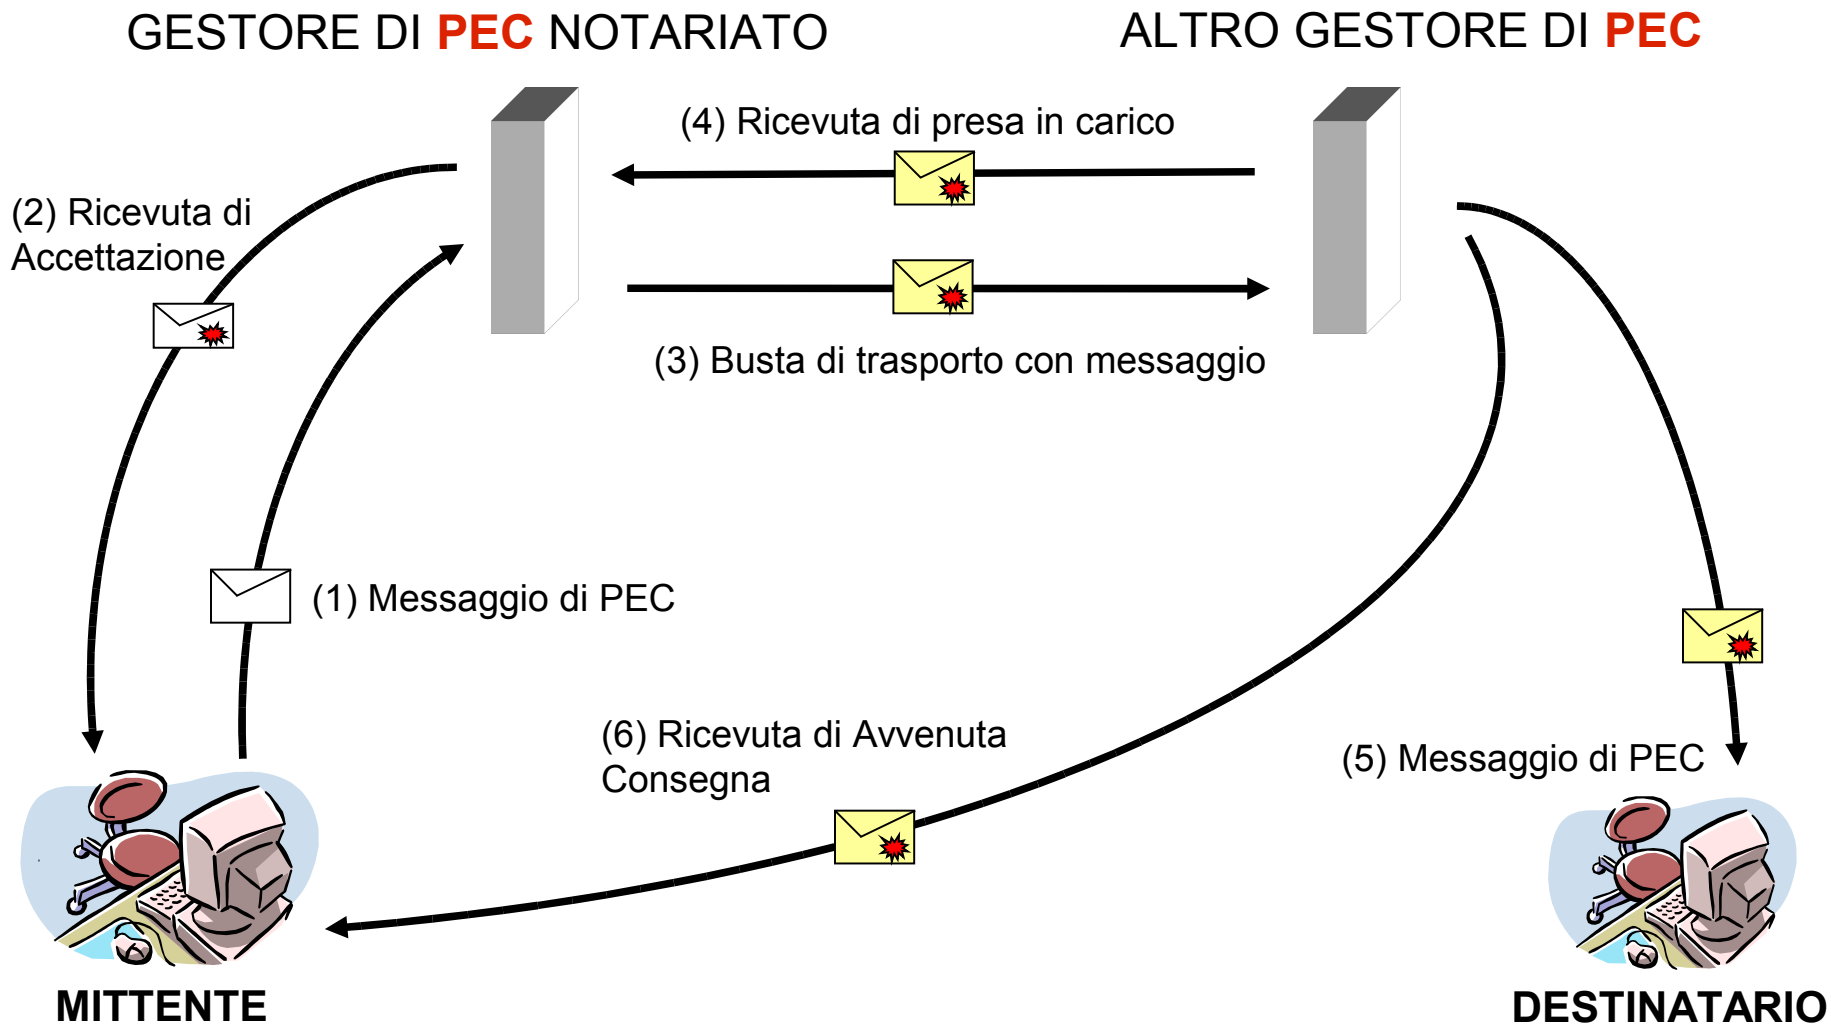 GESTORE DI PEC NOTARIATO
ALTRO GESTORE DI PEC
(4) Ricevuta di presa in carico
(2) Ricevuta di
Accettazione
(3) Busta di trasporto con messaggio
(1) Messaggio di PEC
(6) Ricevuta di Avvenuta
Consegna
(5) Messaggio di PEC
MITTENTE
DESTINATARIO